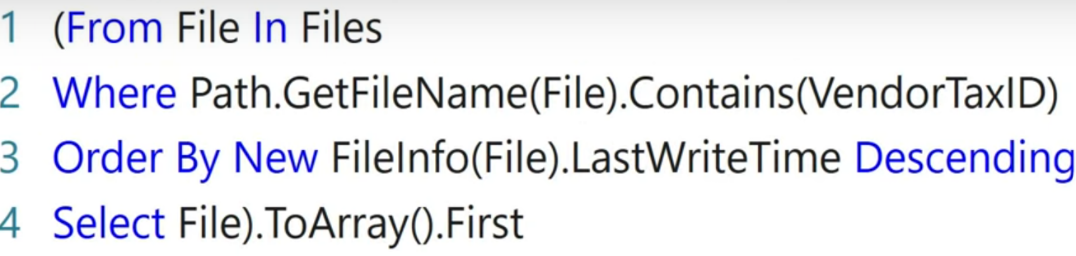 1 (From File In Files
2 Where Path.GetFileName(File).Contains(VendorTaxID)
3 Order By New FileInfo(File).LastWriteTime Descending
4 Select File).ToArray().First